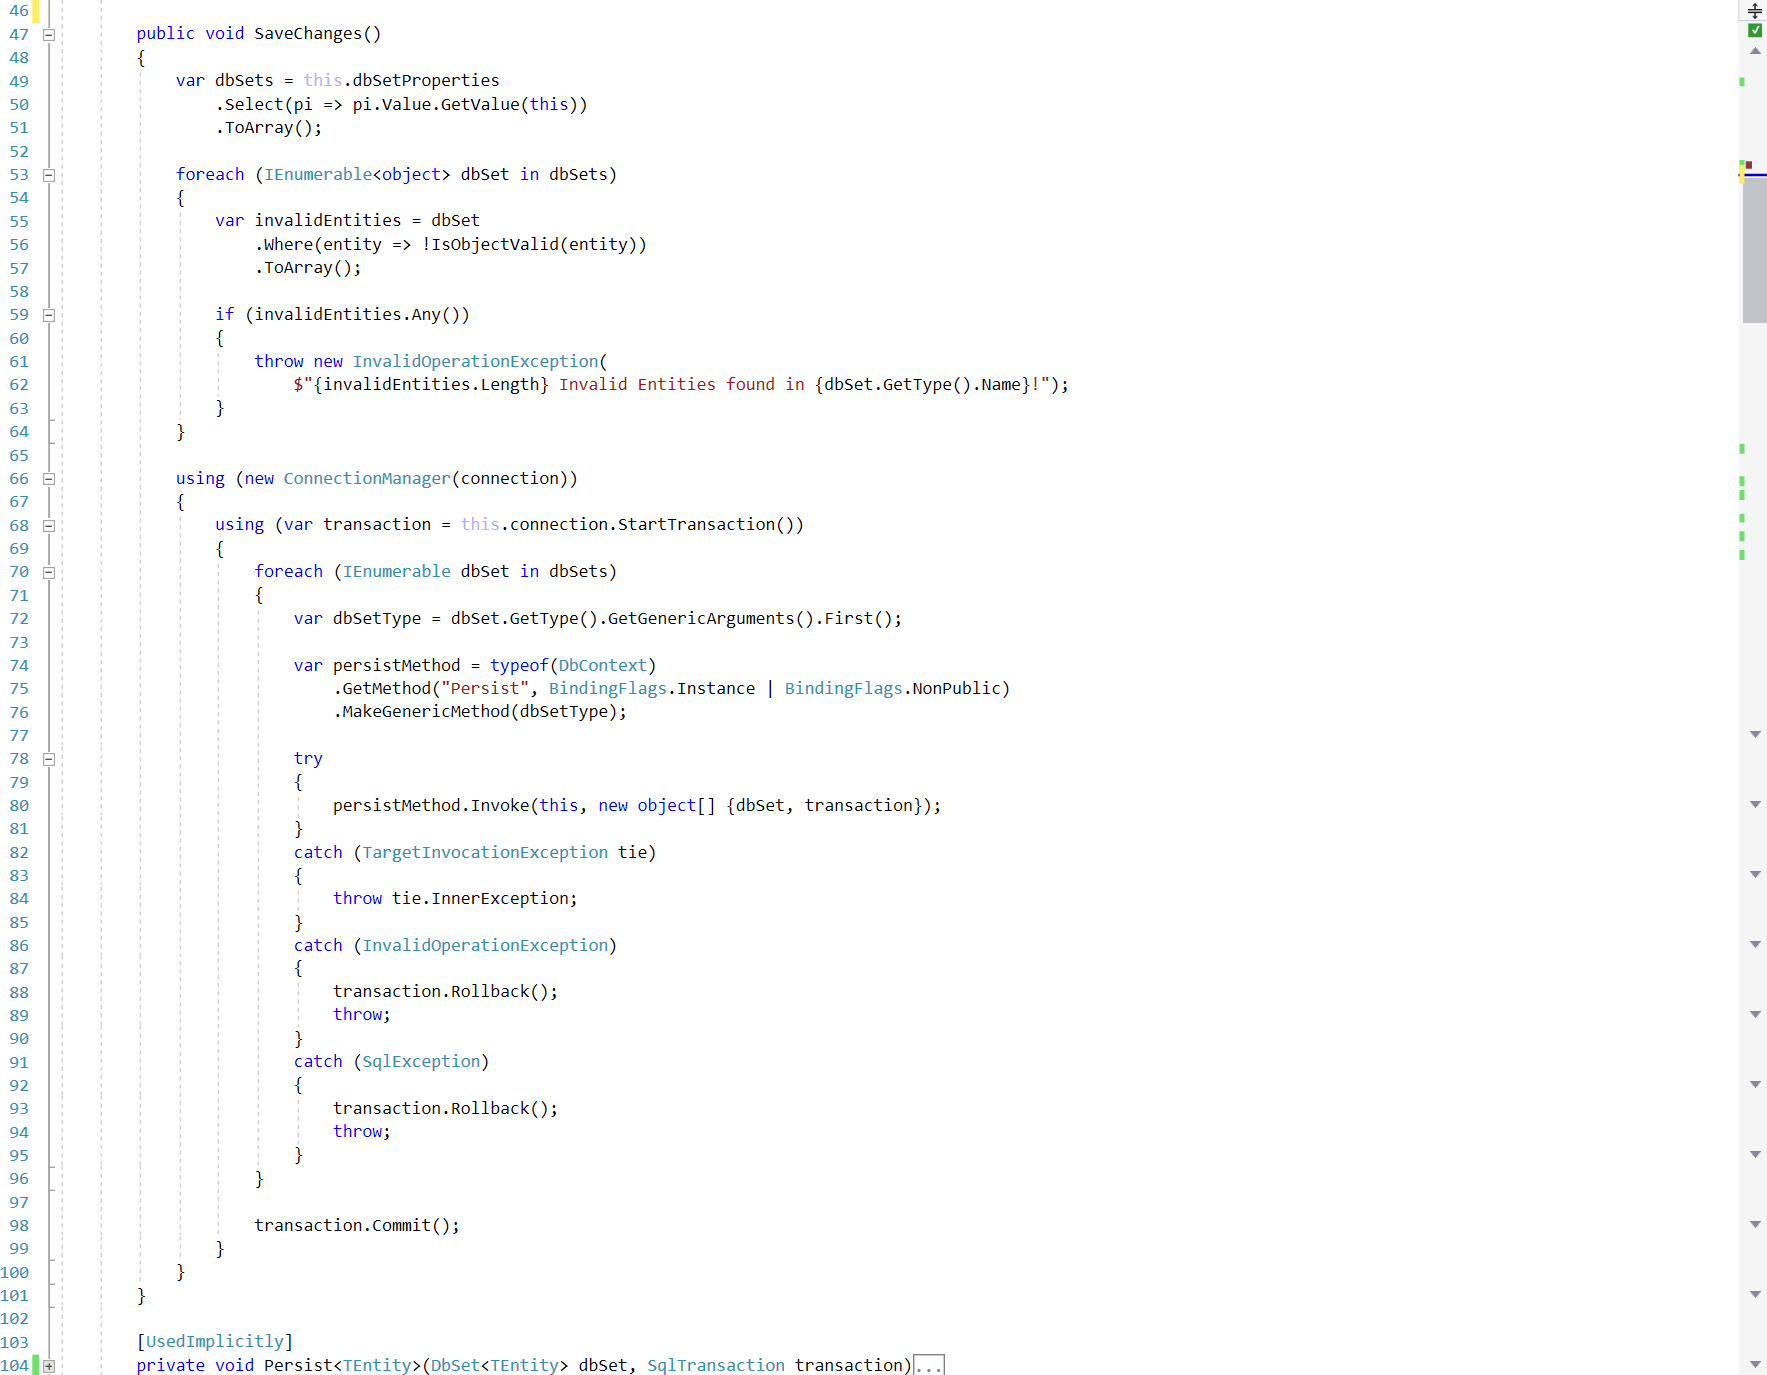 46
47 public void SaveChanges()
48 {
49 var dbSets = this.dbSetProperties
50 .Select(pi => pi.Value.GetValue(this))
51 .ToArray();
52
53 foreach (IEnumerable<object> dbSet in dbSets)
54 {
55 var invalidEntities = dbSet
56 .Where(entity => !IsObjectValid(entity))
57 .ToArray();
58
59 if (invalidEntities.Any())
60 {
61 throw new InvalidOperationException(
62 $"{invalidEntities.Length} Invalid Entities found in {dbSet.GetType().Name}!");
63 }
64 }
65
66 using (new ConnectionManager(connection))
67 {
68 using (var transaction = this.connection.StartTransaction())
69 {
70 foreach (IEnumerable dbSet in dbSets)
71 {
72 var dbSetType = dbSet.GetType().GetGenericArguments().First();
73
74 var persistMethod = typeof(DbContext)
75 .GetMethod("Persist", BindingFlags.Instance | BindingFlags.NonPublic)
76 .MakeGenericMethod(dbSetType);
77
78 try
79 {
80 persistMethod.Invoke(this, new object[] {dbSet, transaction});
81 }
82 catch (TargetInvocationException tie)
83 {
84 throw tie.InnerException;
85 }
86 catch (InvalidOperationException)
87 {
88 transaction.Rollback();
89 throw;
90 }
91 catch (SqlException)
92 {
93 transaction.Rollback();
94 throw;
95 }
96 }
97
98 transaction.Commit();
99 }
100 }
101 }
102
103 [UsedImplicitly]
104 private void Persist<TEntity>(DbSet<TEntity> dbSet, SqlTransaction transaction)...